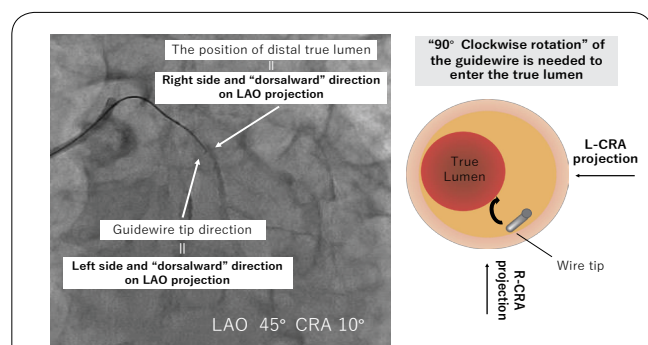 The position of distal true lumen
=
Right side and “dorsalward” direction
on LAO projection
Guidewire tip direction
=
Left side and “dorsalward” direction
on LAO projection
LAO 45° CRA 10°
“90° Clockwise rotation” of
the guidewire is needed to
enter the true lumen
True
Lumen
L-CRA
projection
Wire tip
R-CRA
projection